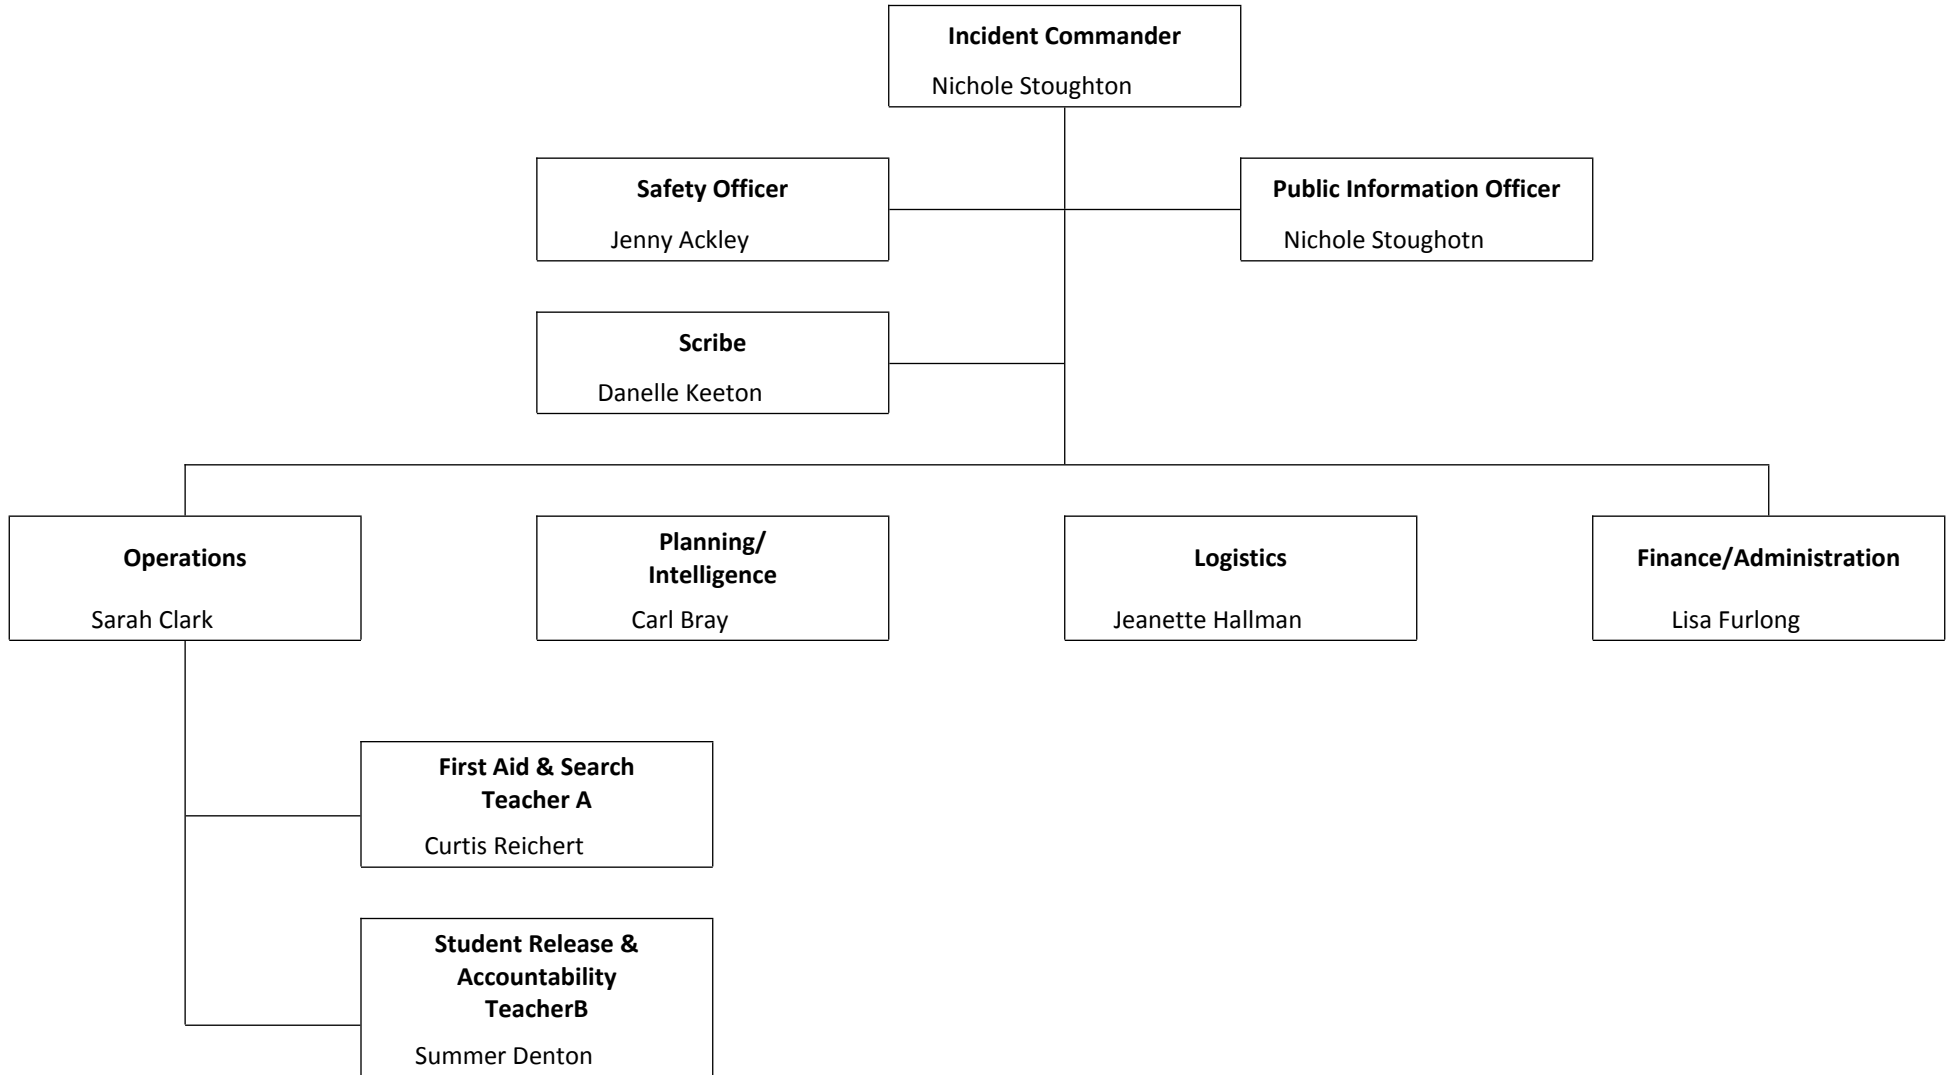 Incident Commander
Nichole Stoughton
Safety Officer
Jenny Ackley
Public Information Officer
Nichole Stoughotn
Scribe
Danelle Keeton
Operations
Sarah Clark
Planning/
Intelligence
Carl Bray
Logistics
Jeanette Hallman
Finance/Administration
Lisa Furlong
First Aid & Search
Teacher A
Curtis Reichert
Student Release &
Accountability
TeacherB
Summer Denton